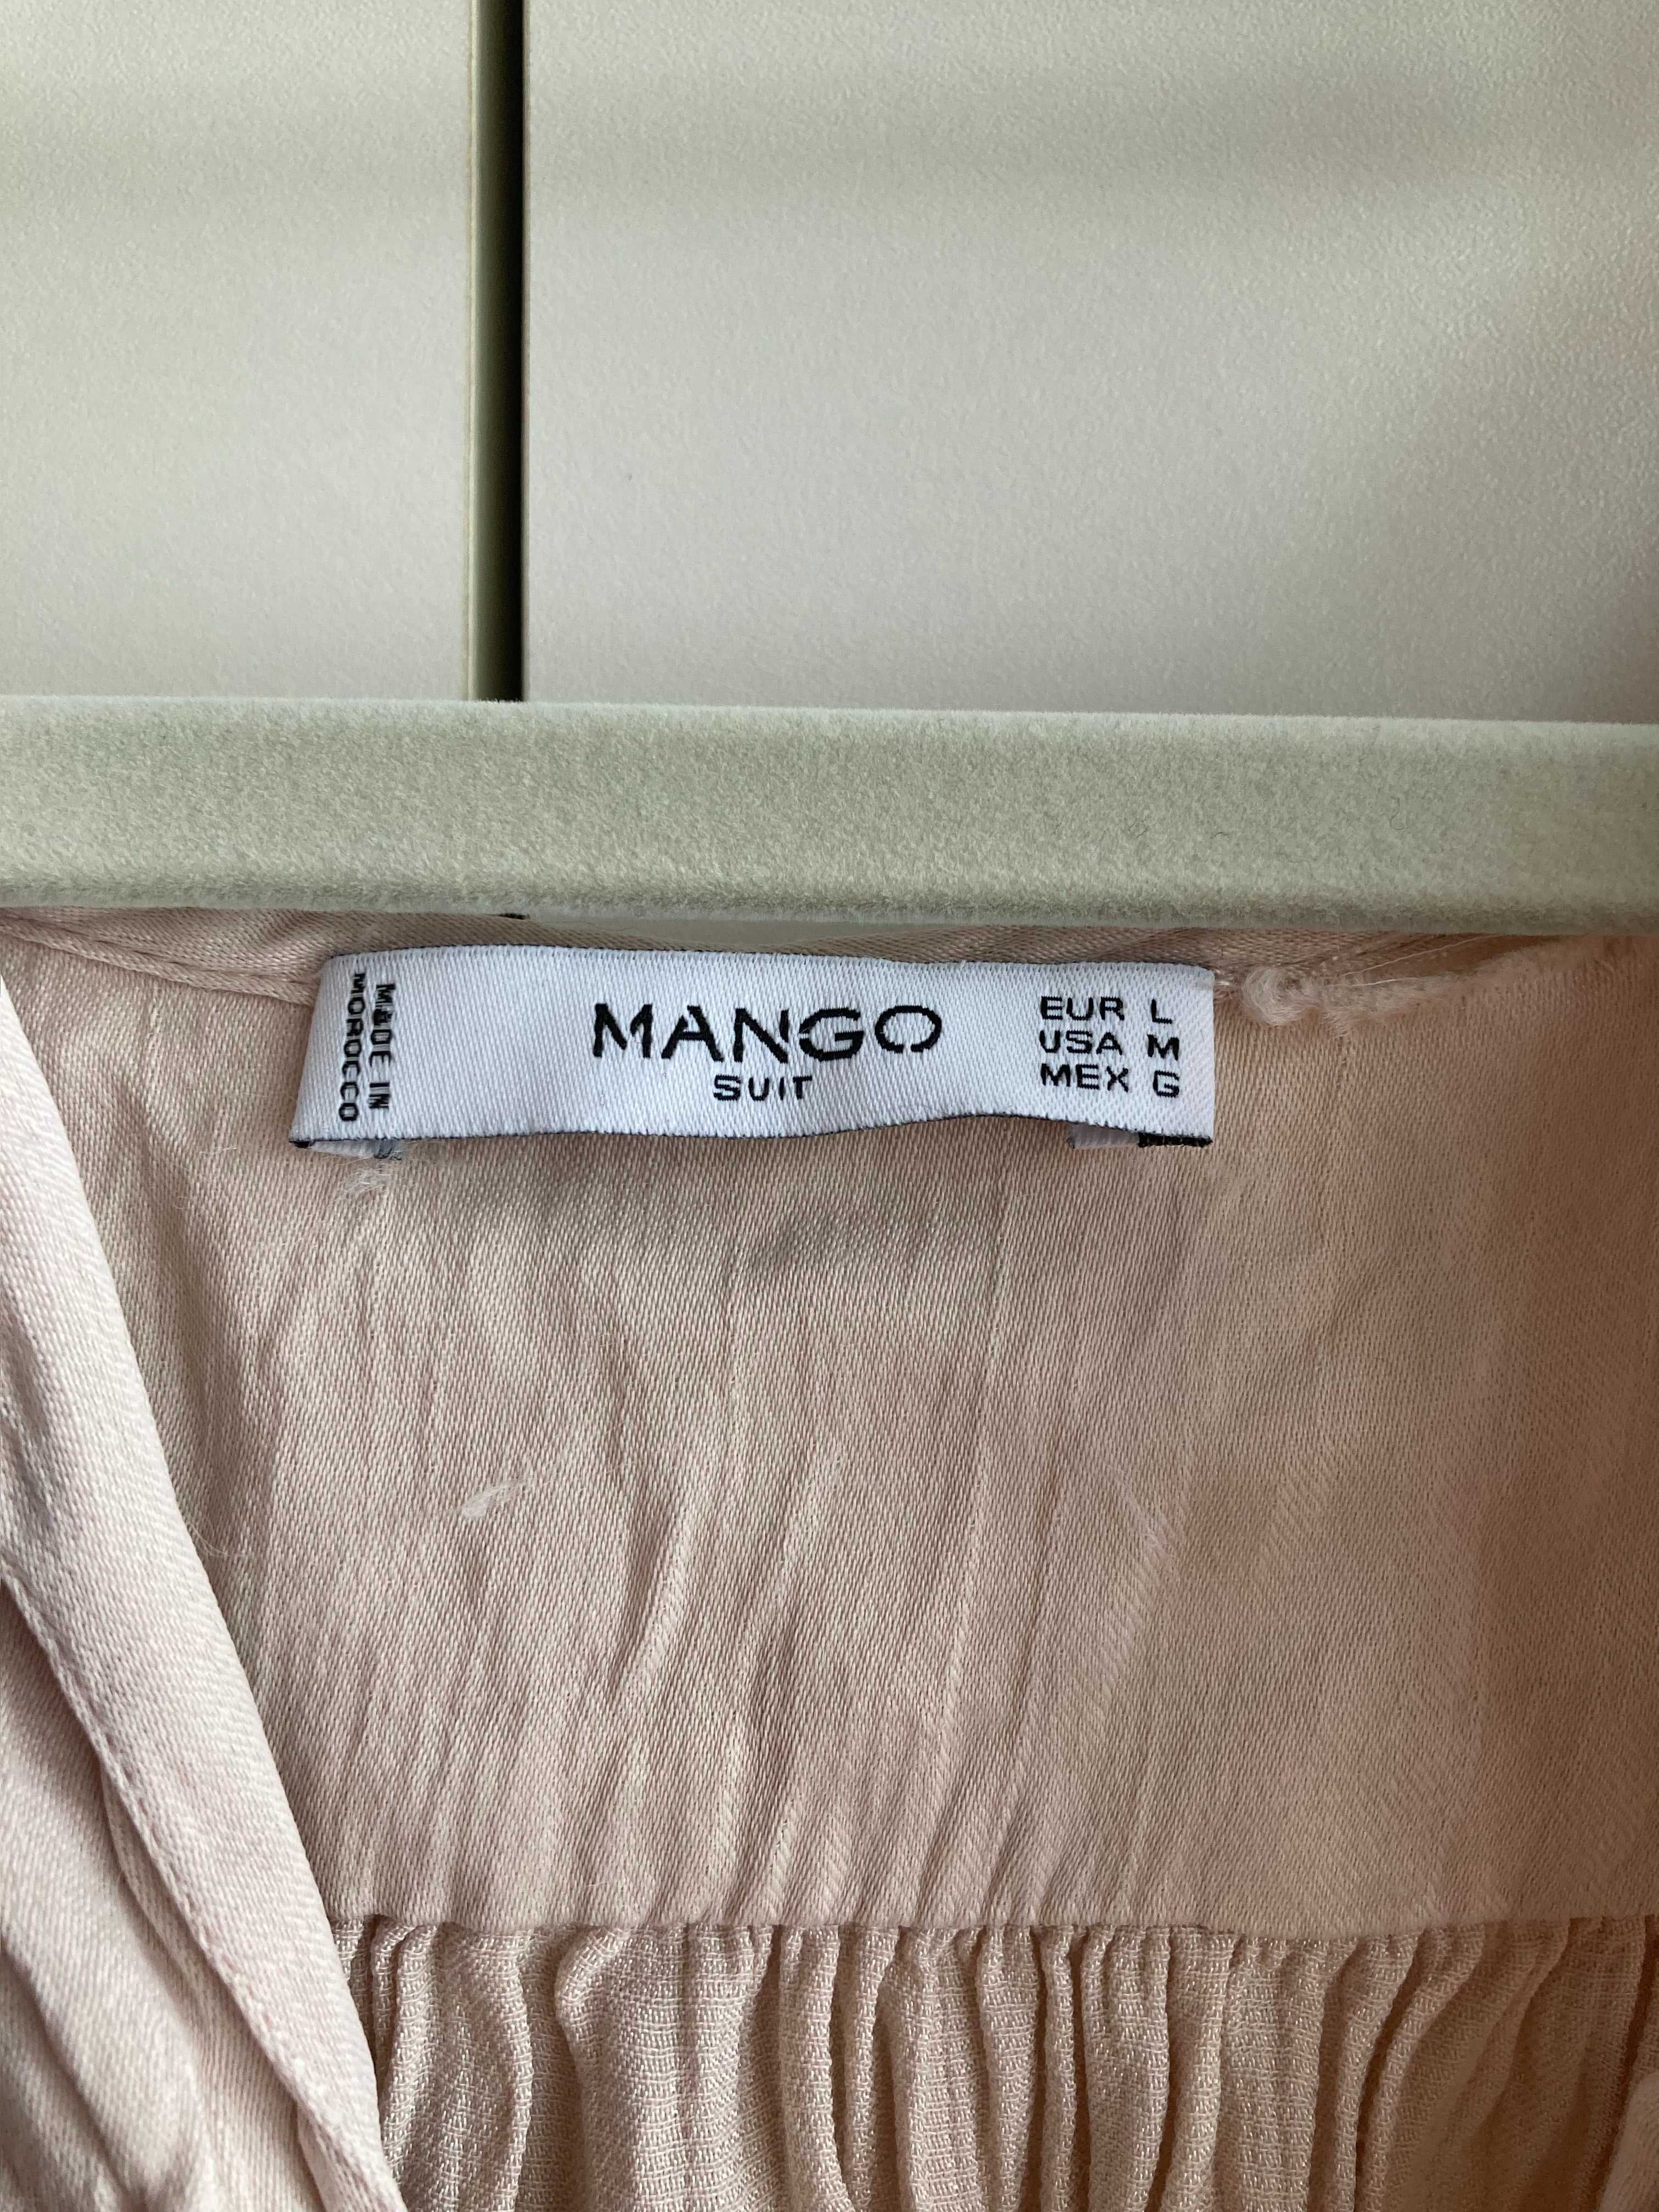 MADE IN
MOROCCO
MANGO
SUIT
EUR L
USA M
MEX G